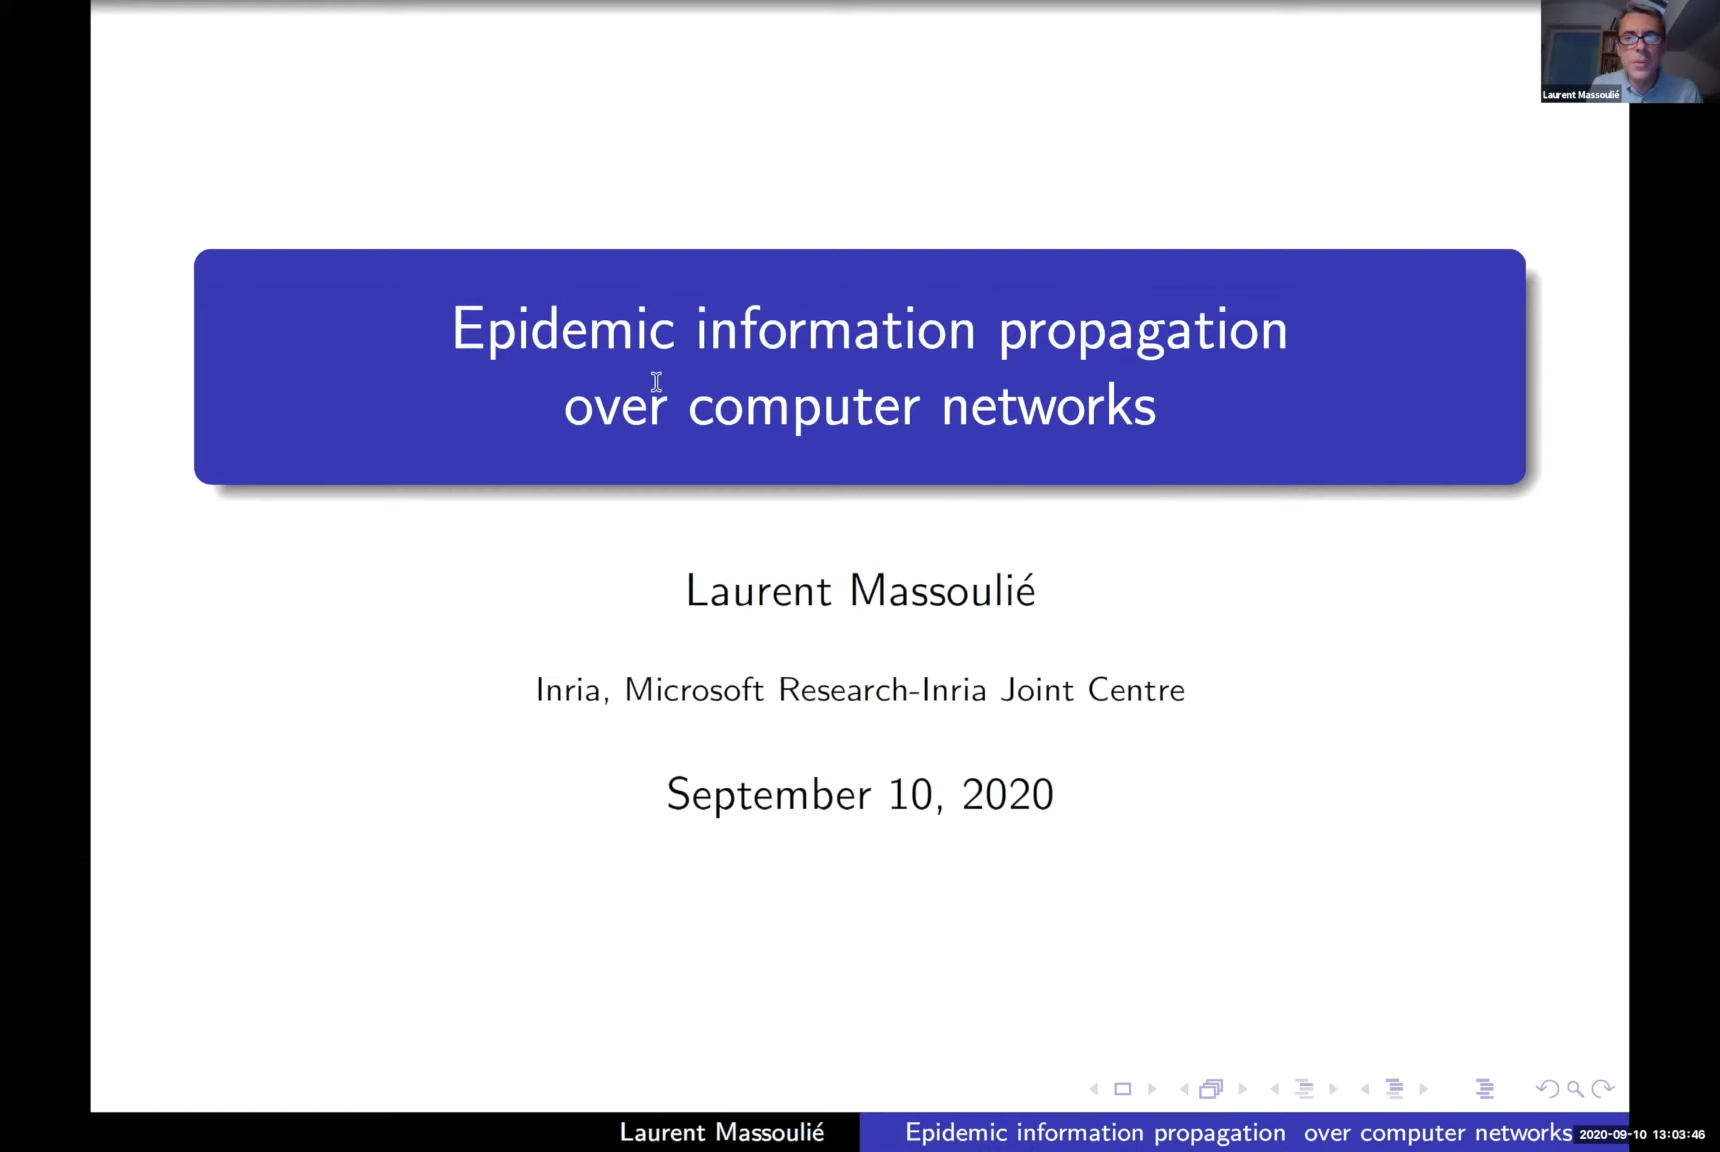 Laurent Massoulié
Epidemic information propagation
over computer networks
Laurent Massoulié
Inria, Microsoft Research-Inria Joint Centre
September 10, 2020
Laurent Massoulié
Epidemic information propagation over computer networks
2020-09-10 13:03:46